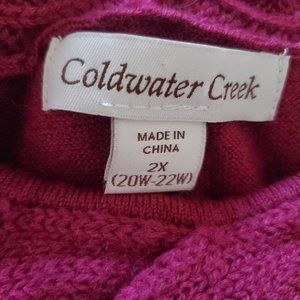 Coldwater Creek
MADE IN
CHINA
2X
(20W-22W)